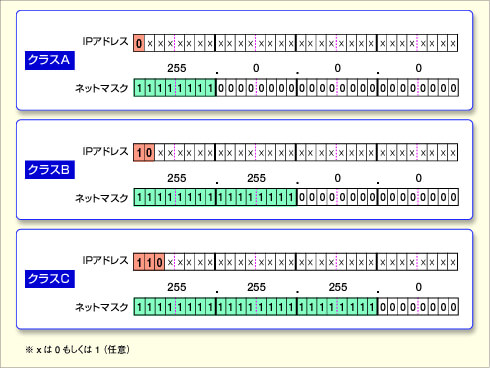 IPアドレス 0xxxxxxxxxxxxxxxxxxxxxxxxxxxxxxx
クラスA
255 . 0 . 0 . 0
ネットマスク 11111111000000000000000000000000
IPアドレス 10xxxxxxxxxxxxxxxxxxxxxxxxxxxxxx
クラスB
255 . 255 . 0 . 0
ネットマスク 11111111111111110000000000000000
IPアドレス 110xxxxxxxxxxxxxxxxxxxxxxxxxxxxx
クラスC
255 . 255 . 255 . 0
ネットマスク 11111111111111111111111100000000
※ x は 0 もしくは 1 （任意）